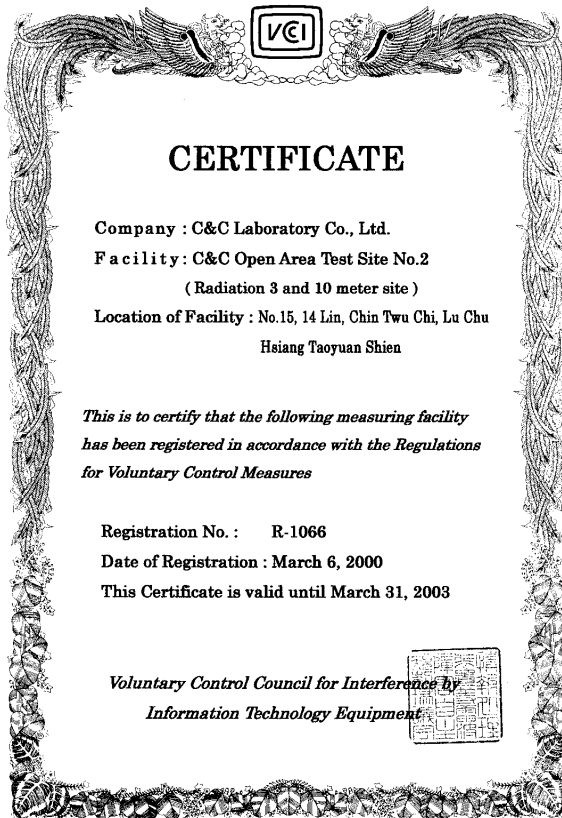 VCCI
CERTIFICATE
Company : C&C Laboratory Co., Ltd.
Facility : C&C Open Area Test Site No.2
( Radiation 3 and 10 meter site )
Location of Facility : No.15, 14 Lin, Chin Twu Chi, Lu Chu
Hsiang Taoyuan Shien
This is to certify that the following measuring facility
has been registered in accordance with the Regulations
for Voluntary Control Measures
Registration No. : R-1066
Date of Registration : March 6, 2000
This Certificate is valid until March 31, 2003
Voluntary Control Council for Interference by
Information Technology Equipment